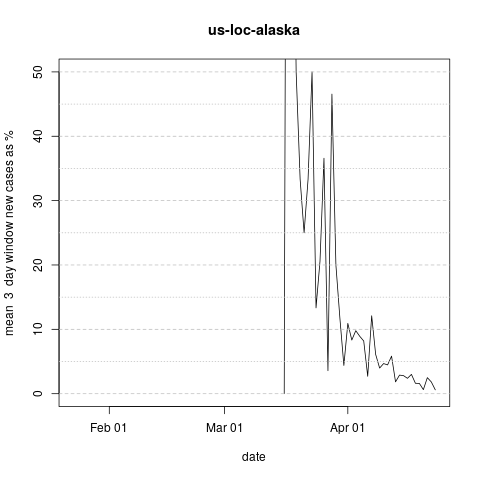 us-loc-alaska
mean 3 day window new cases as %
50
40
30
20
10
0
Feb 01
Mar 01
Apr 01
date